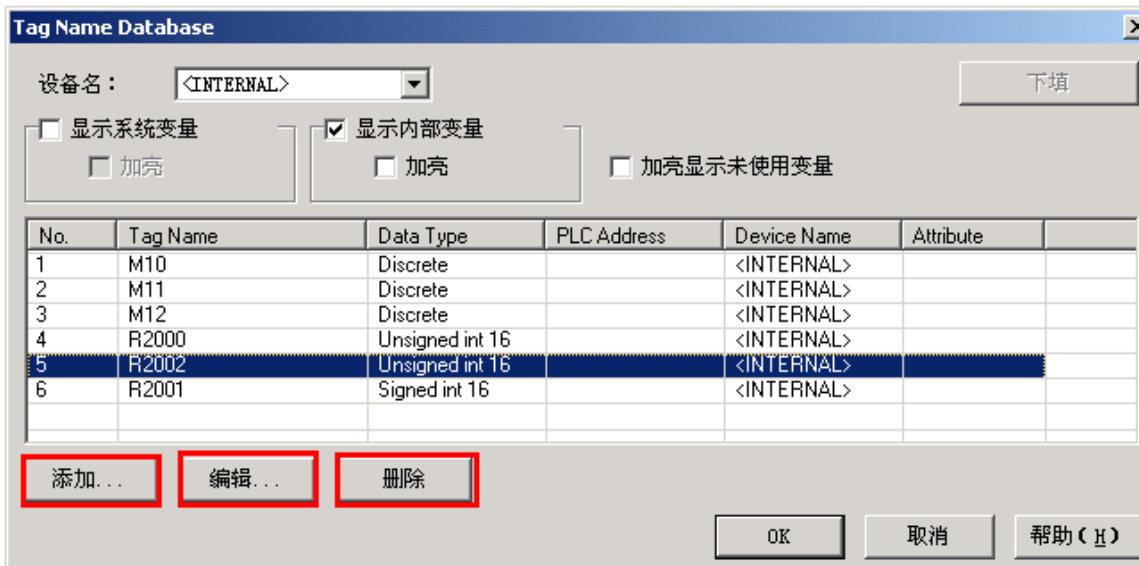 Tag Name Database
设备名： <INTERNAL> 下填
显示系统变量 显示内部变量
加亮 加亮 加亮显示未使用变量
No. Tag Name Data Type PLC Address Device Name Attribute
1 M10 Discrete <INTERNAL>
2 M11 Discrete <INTERNAL>
3 M12 Discrete <INTERNAL>
4 R2000 Unsigned int 16 <INTERNAL>
5 R2002 Unsigned int 16 <INTERNAL>
6 R2001 Signed int 16 <INTERNAL>
添加... 编辑... 删除
OK 取消 帮助(H)